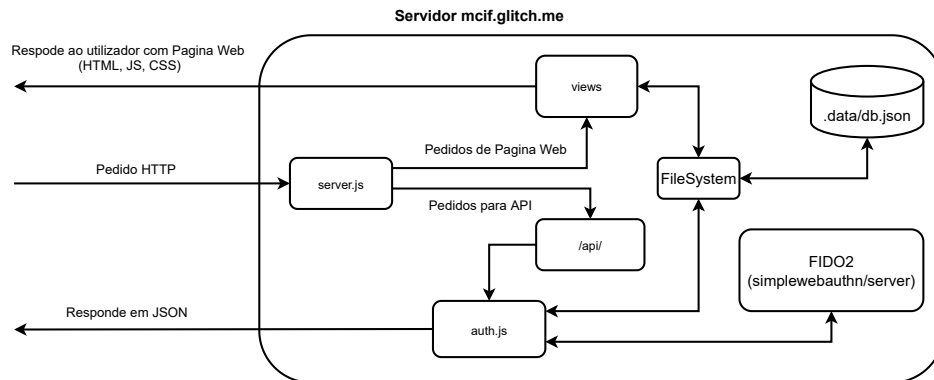 Servidor mcif.glitch.me
Respode ao utilizador com Pagina Web
(HTML, JS, CSS)
views
.data/db.json
Pedidos de Pagina Web
Pedido HTTP
server.js
FileSystem
Pedidos para API
/api/
FIDO2
(simplewebauthn/server)
Responde em JSON
auth.js